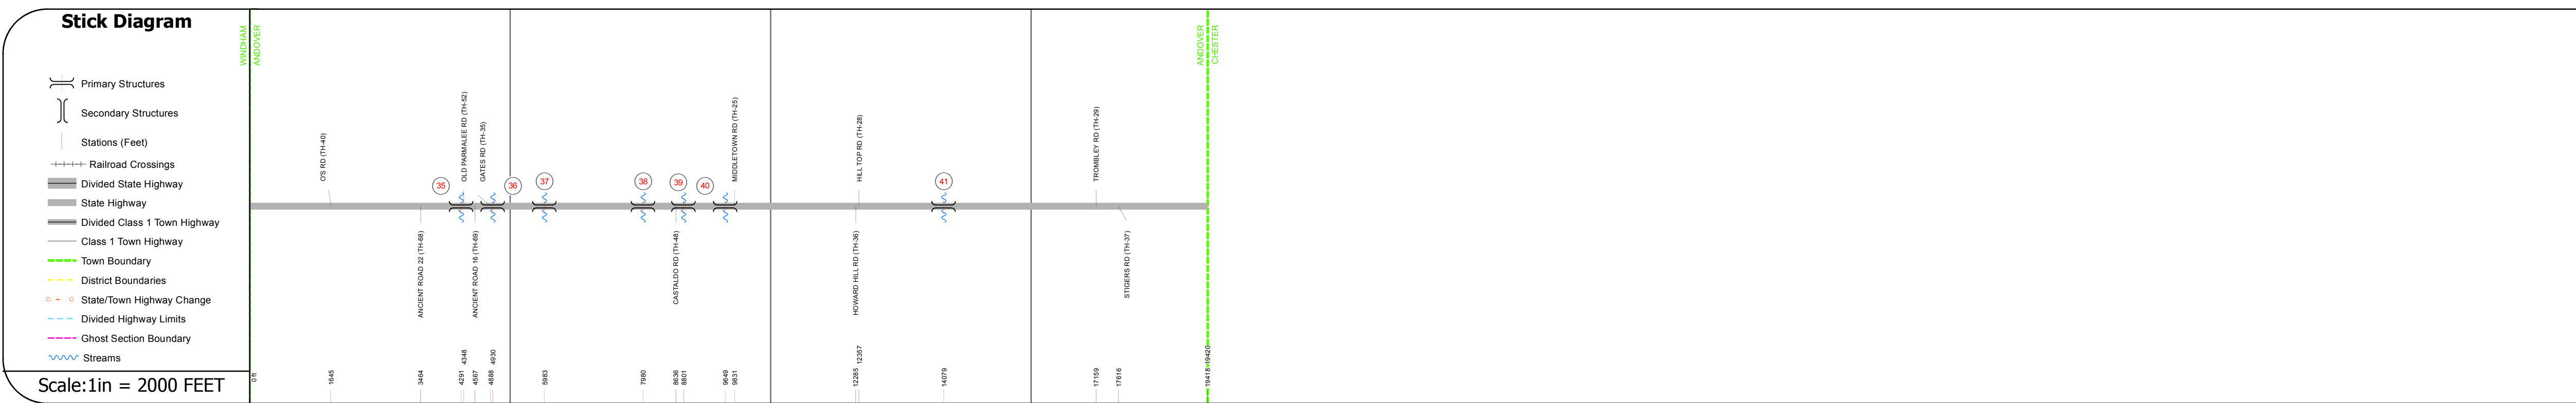 Stick Diagram
Primary Structures
Secondary Structures
Stations (Feet)
Railroad Crossings
Divided State Highway
State Highway
Divided Class 1 Town Highway
Class 1 Town Highway
Town Boundary
District Boundaries
State/Town Highway Change
Divided Highway Limits
Ghost Section Boundary
Streams
Scale:1in = 2000 FEET
WINDHAM
ANDOVER
ANDOVER
CHESTER
O'S RD (TH-40)
OLD PARMALEE RD (TH-52)
GATES RD (TH-35)
MIDDLETOWN RD (TH-25)
HILL TOP RD (TH-28)
TROMBLEY RD (TH-29)
35
36
37
38
39
40
41
ANCIENT ROAD 22 (TH-68)
ANCIENT ROAD 16 (TH-69)
CASTALDO RD (TH-48)
HOWARD HILL RD (TH-36)
STIGERS RD (TH-37)
0 ft
1645
3464
4291
4348
4567
4888
4930
5983
7980
8636
8801
9649
9831
12285
12357
14079
17159
17616
19418
19420